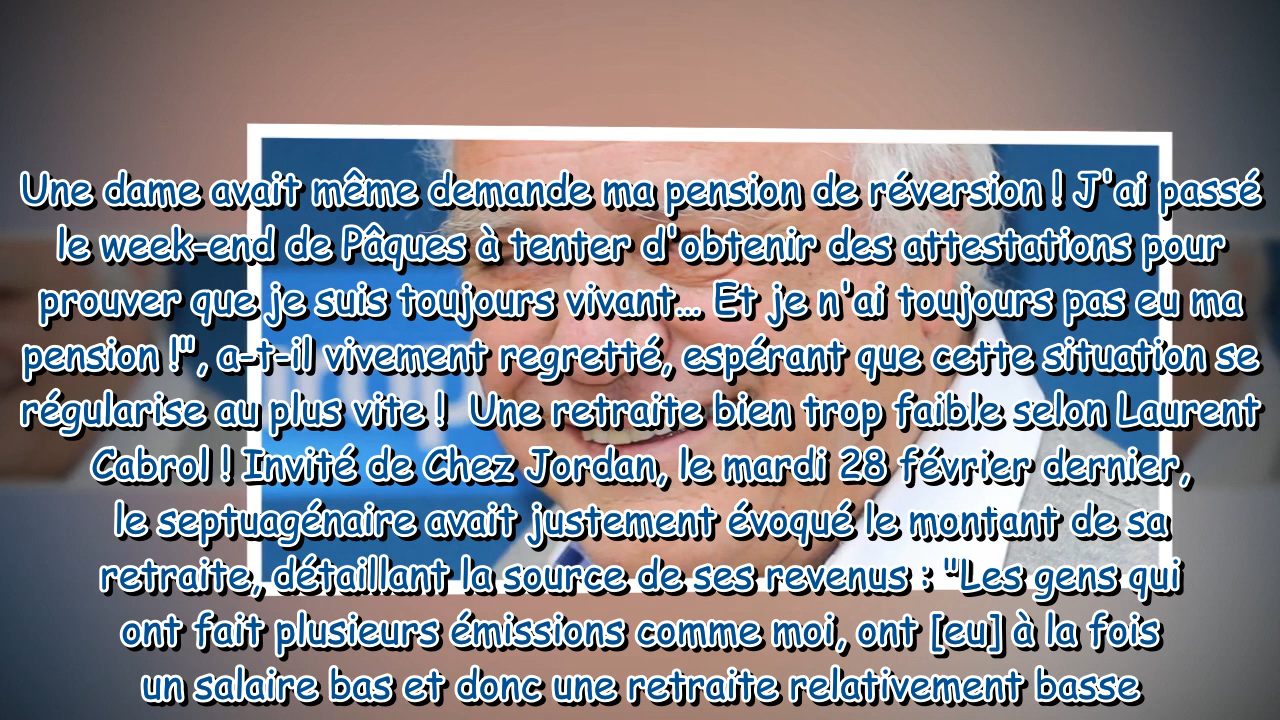 Une dame avait même demande ma pension de réversion ! J'ai passé
le week-end de Pâques à tenter d'obtenir des attestations pour
prouver que je suis toujours vivant... Et je n'ai toujours pas eu ma
pension !", a-t-il vivement regretté, espérant que cette situation se
régularise au plus vite !  Une retraite bien trop faible selon Laurent
Cabrol ! Invité de Chez Jordan, le mardi 28 février dernier,
le septuagénaire avait justement évoqué le montant de sa
retraite, détaillant la source de ses revenus : "Les gens qui
ont fait plusieurs émissions comme moi, ont [eu] à la fois
un salaire bas et donc une retraite relativement basse